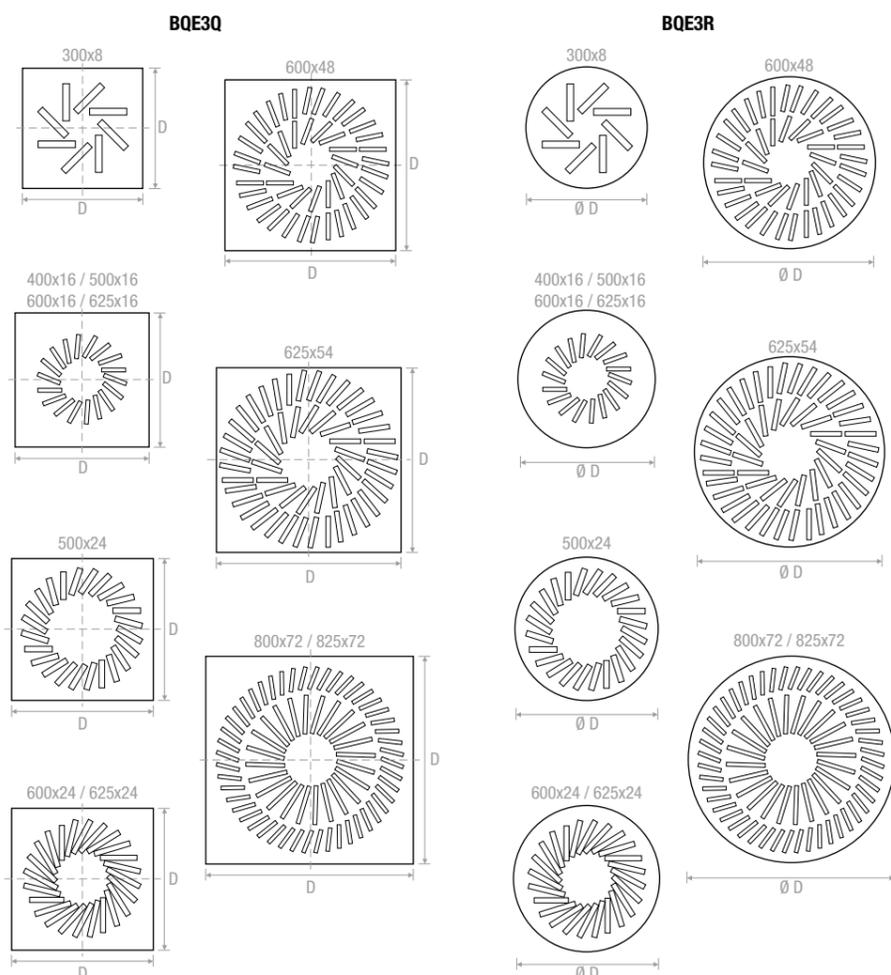 BQE3Q
300x8
D
D
600x48
D
D
400x16 / 500x16
600x16 / 625x16
D
D
625x54
D
D
500x24
D
D
800x72 / 825x72
D
D
600x24 / 625x24
D
D
BQE3R
300x8
Ø D
600x48
Ø D
400x16 / 500x16
600x16 / 625x16
Ø D
625x54
Ø D
500x24
Ø D
800x72 / 825x72
Ø D
600x24 / 625x24
Ø D